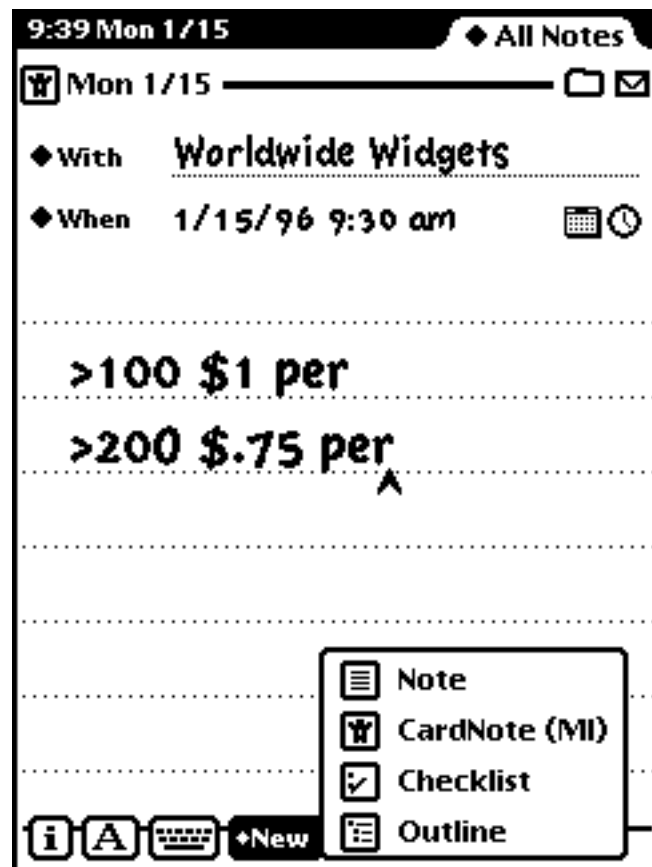 9:39 Mon 1/15
◆ All Notes
Mon 1/15
◆ With Worldwide Widgets
◆ When 1/15/96 9:30 am
>100 $1 per
>200 $.75 per
Note
CardNote (MI)
Checklist
Outline
i A ◆New